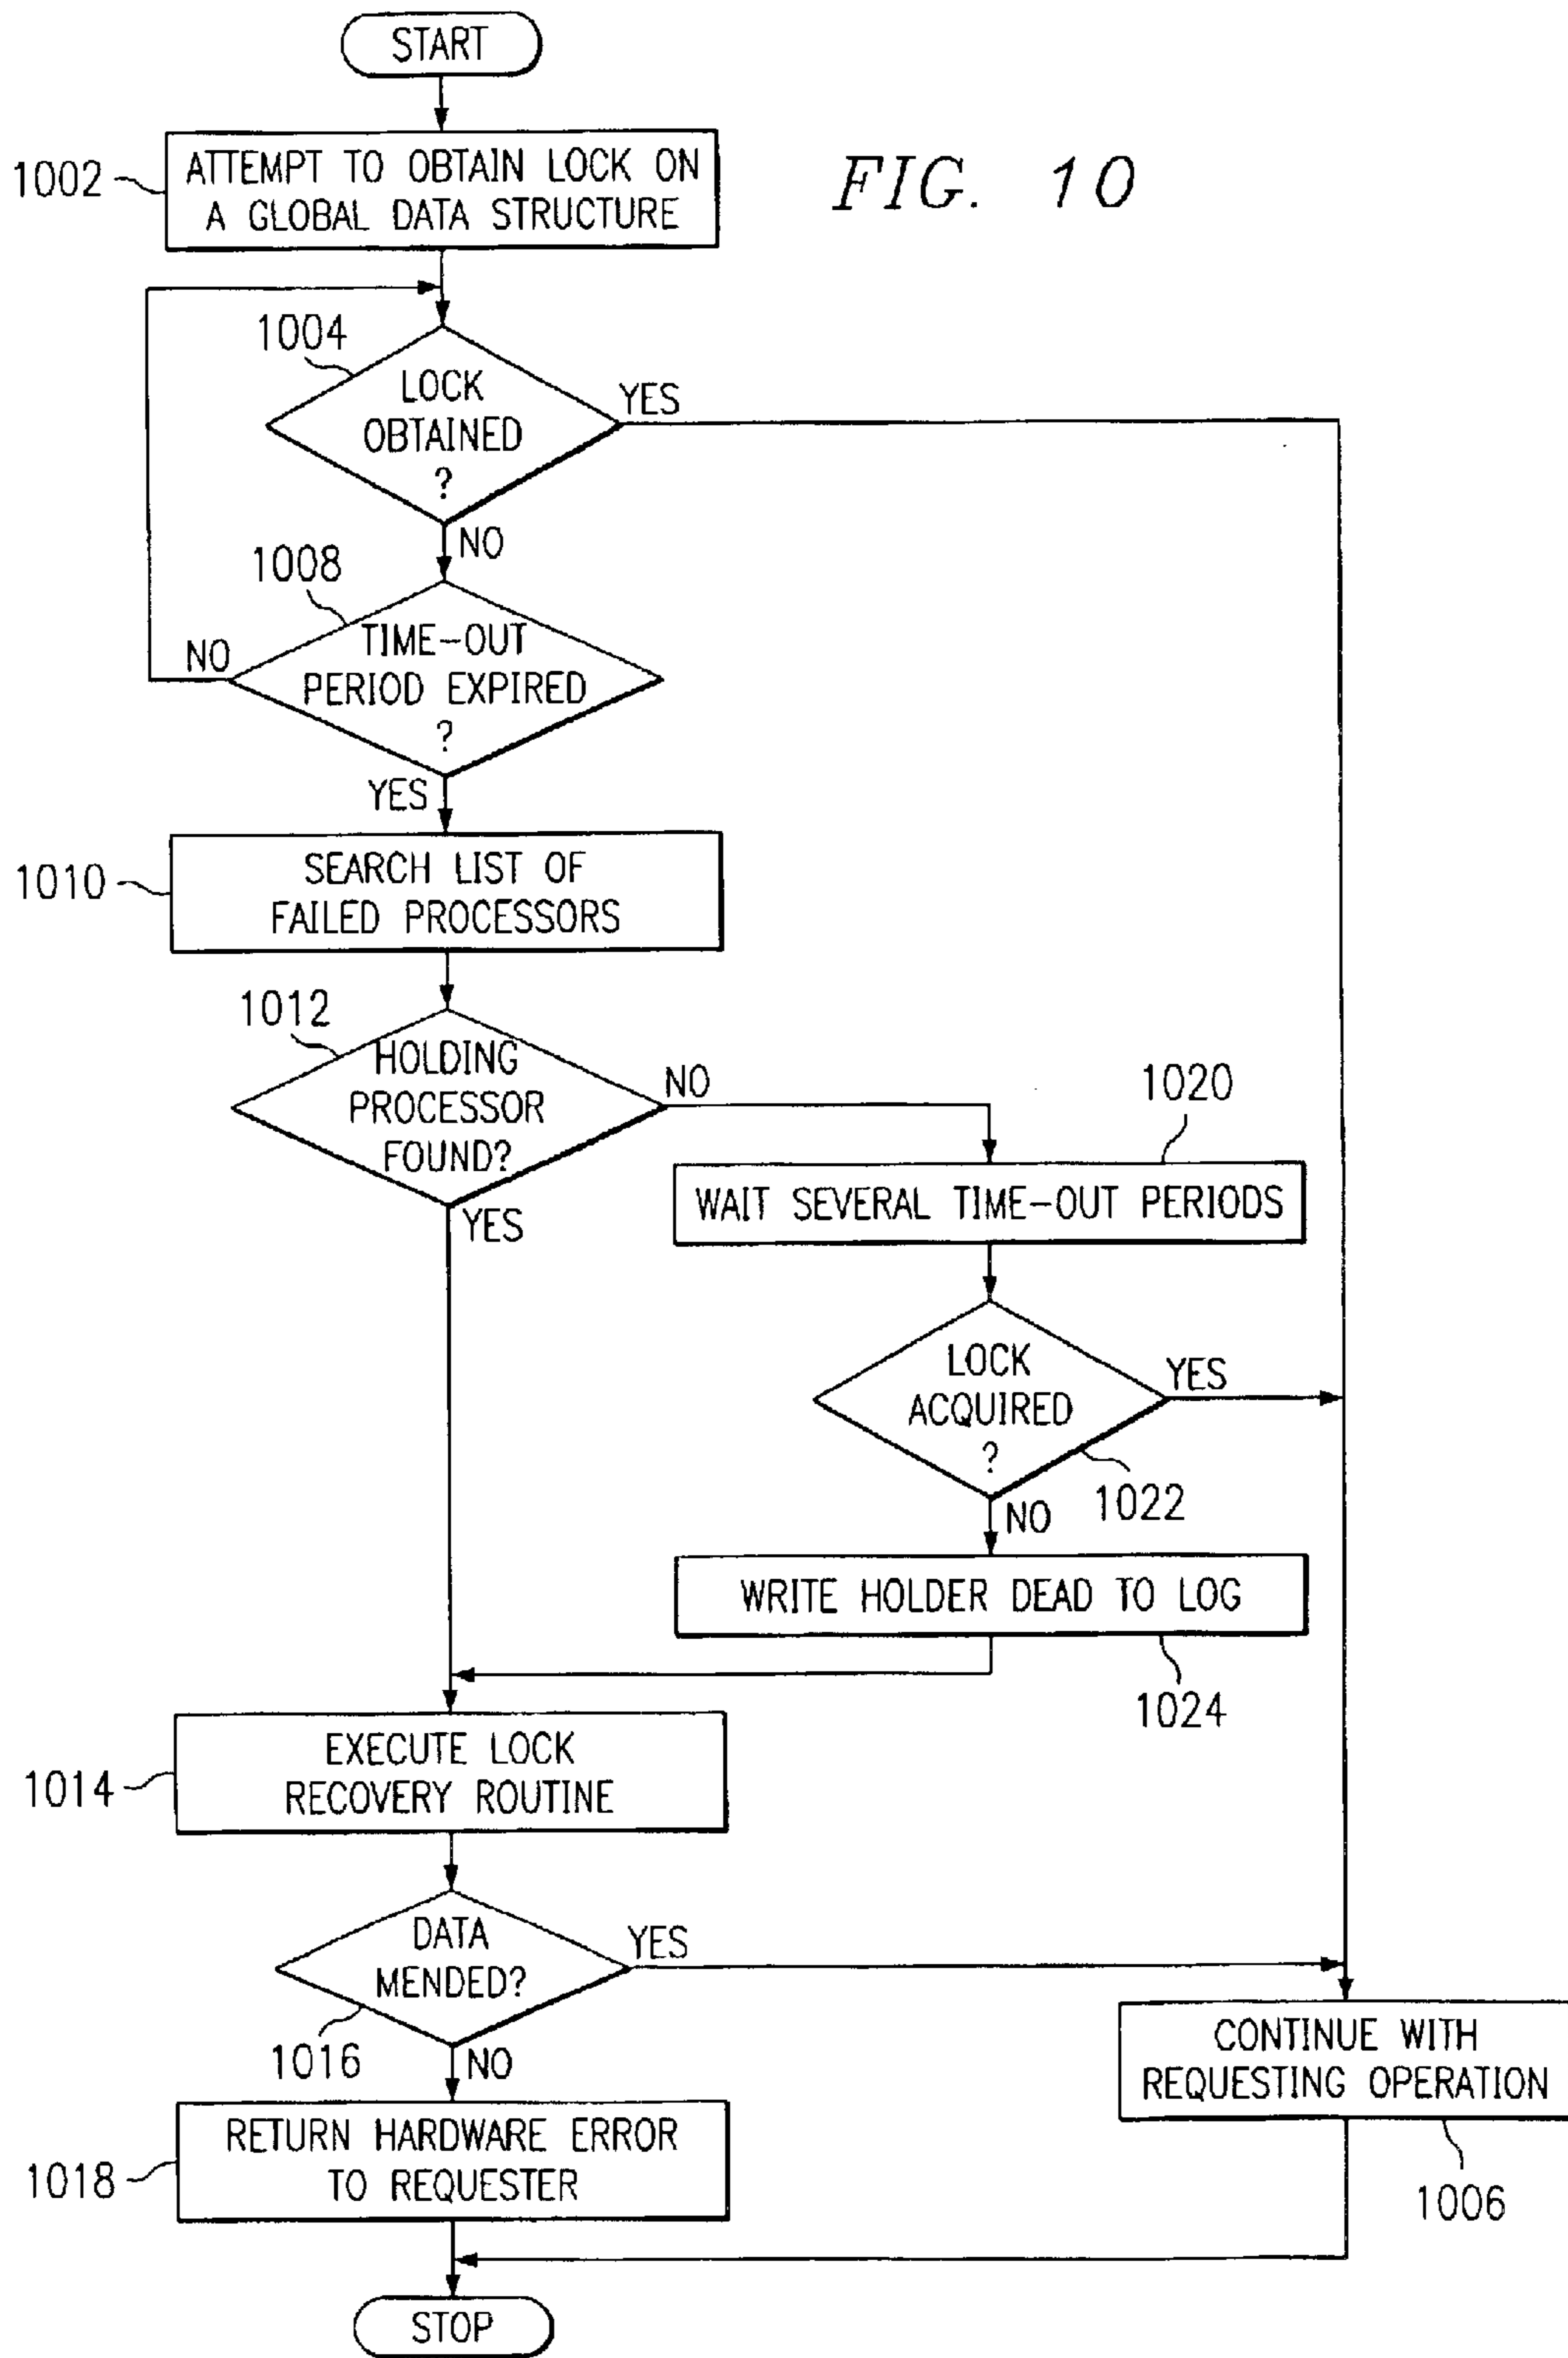 START
1002
ATTEMPT TO OBTAIN LOCK ON
A GLOBAL DATA STRUCTURE
FIG. 10
1004
LOCK
OBTAINED
?
YES
NO
1008
TIME-OUT
PERIOD EXPIRED
?
NO
YES
1010
SEARCH LIST OF
FAILED PROCESSORS
1012
HOLDING
PROCESSOR
FOUND?
NO
YES
1020
WAIT SEVERAL TIME-OUT PERIODS
LOCK
ACQUIRED
?
YES
1022
NO
WRITE HOLDER DEAD TO LOG
1024
1014
EXECUTE LOCK
RECOVERY ROUTINE
DATA
MENDED?
YES
1016
NO
CONTINUE WITH
REQUESTING OPERATION
1006
1018
RETURN HARDWARE ERROR
TO REQUESTER
STOP